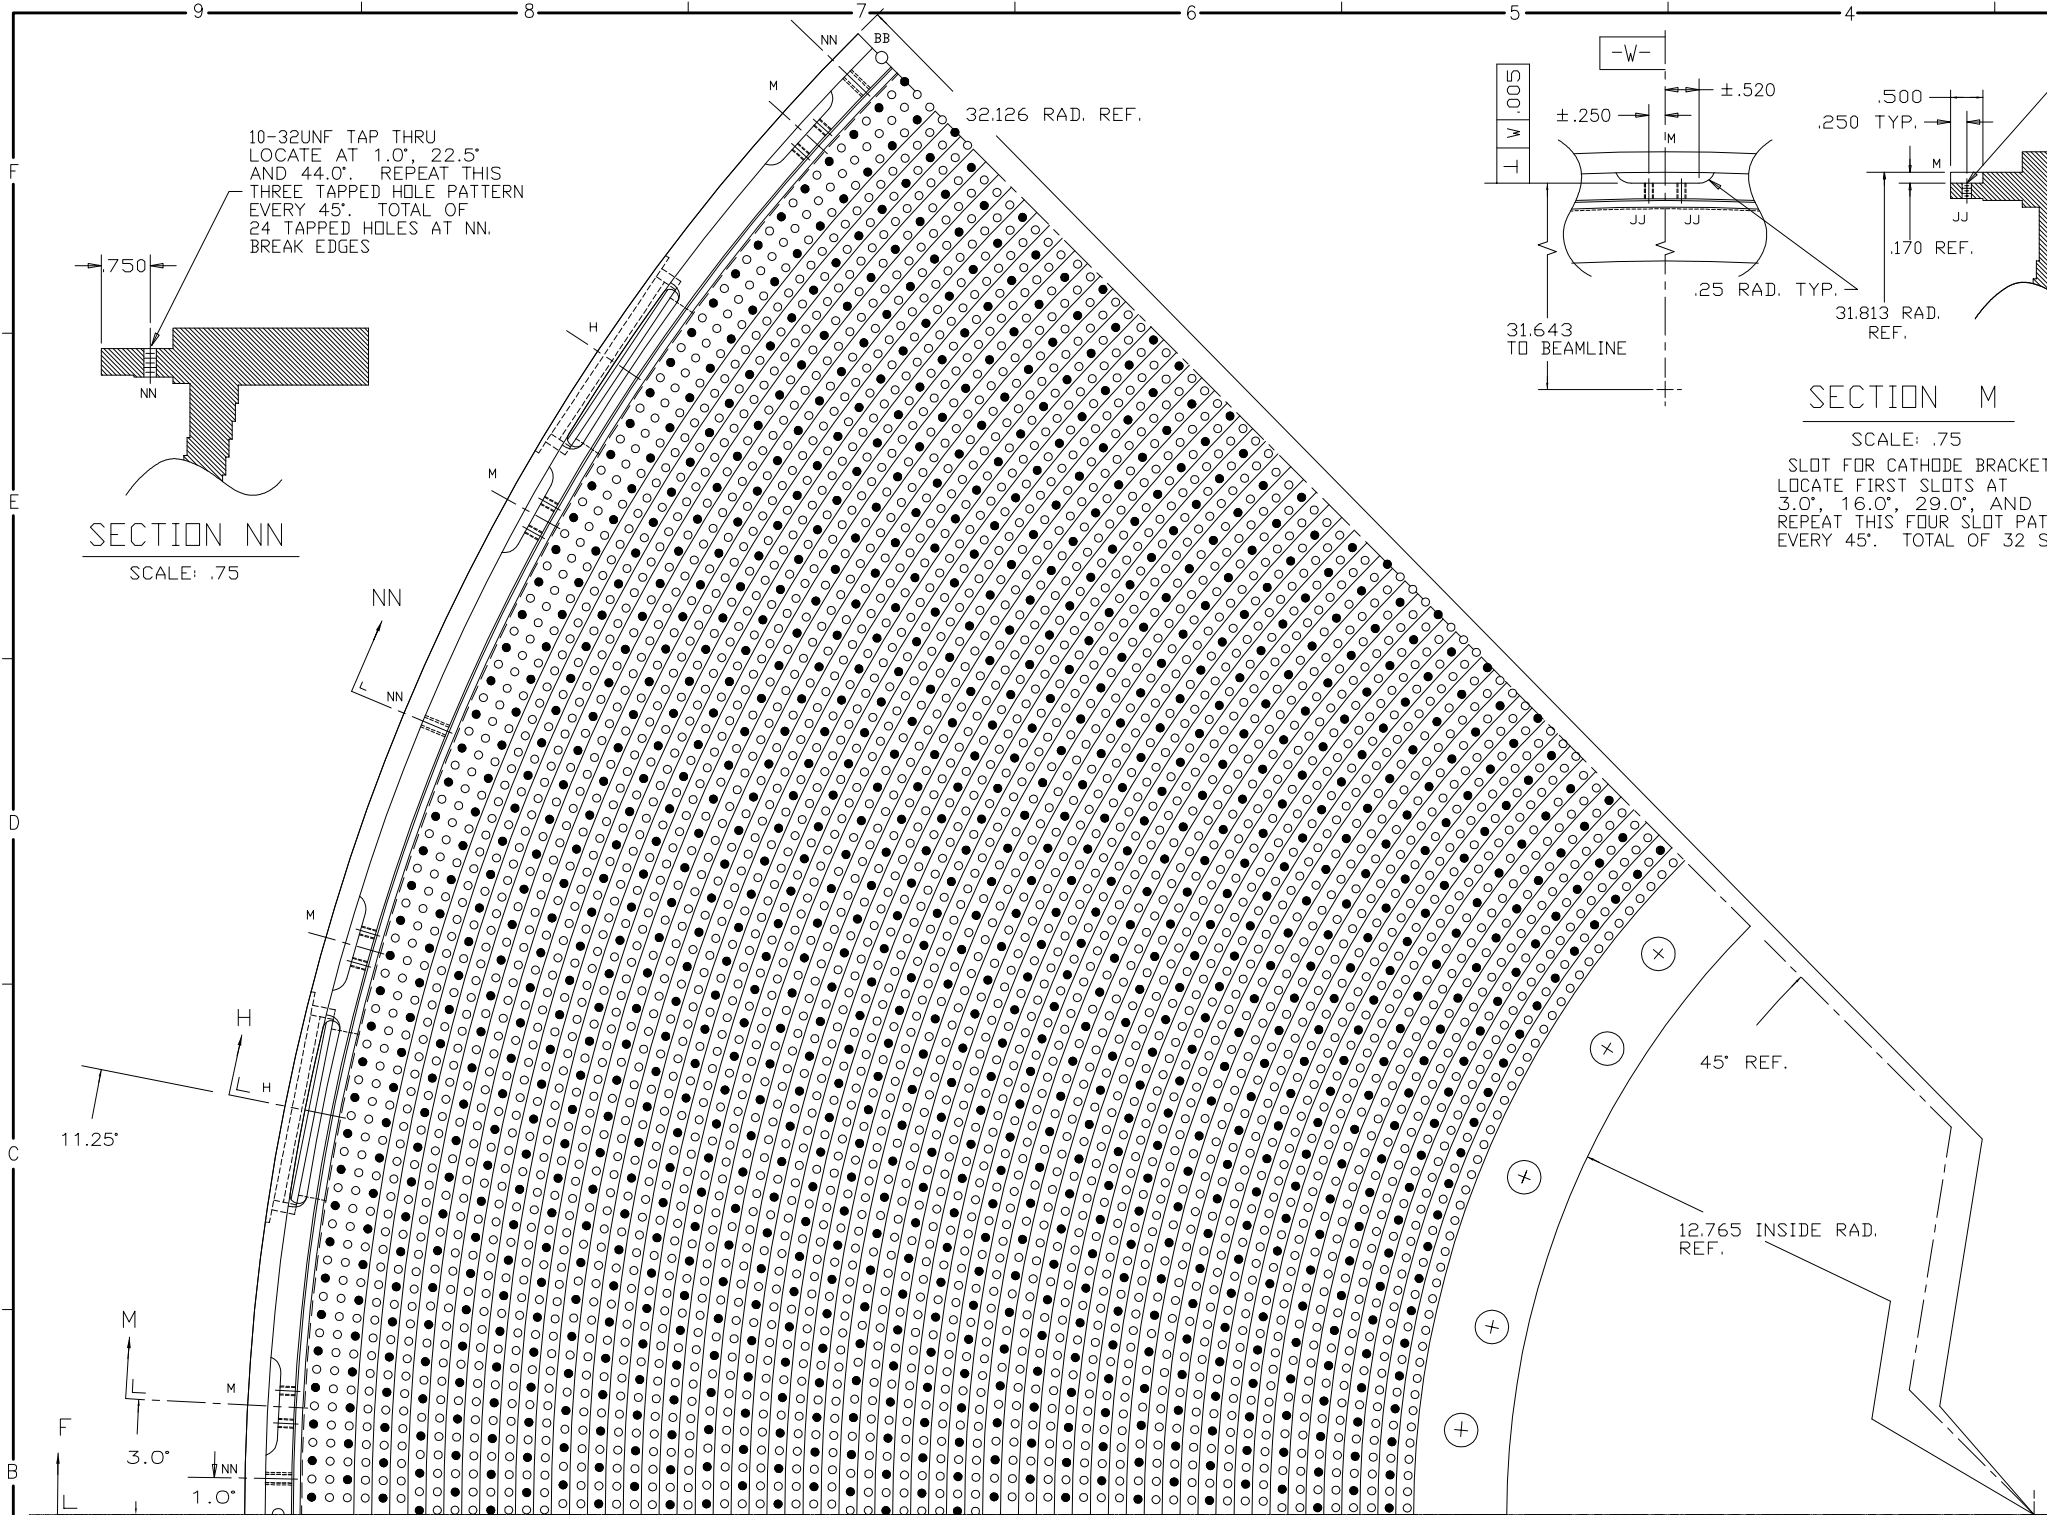 9 8 7 6 5 4
F
E
D
C
B
10-32UNF TAP THRU
LOCATE AT 1.0°, 22.5°
AND 44.0°. REPEAT THIS
THREE TAPPED HOLE PATTERN
EVERY 45°. TOTAL OF
24 TAPPED HOLES AT NN.
BREAK EDGES
.750
NN
SECTION NN
SCALE: .75
NN
BB
M
32.126 RAD. REF.
H
M
NN
NN
M
H
H
11.25°
M
M
F
3.0°
NN
1.0°
-W-
⊥ W .005
±.520
±.250
M
JJ JJ
.25 RAD. TYP.
31.643
TO BEAMLINE
.500
.250 TYP.
M
JJ
.170 REF.
31.813 RAD.
REF.
SECTION M
SCALE: .75
SLOT FOR CATHODE BRACKET
LOCATE FIRST SLOTS AT
3.0°, 16.0°, 29.0°, AND
REPEAT THIS FOUR SLOT PAT
EVERY 45°. TOTAL OF 32 S
45° REF.
12.765 INSIDE RAD.
REF.